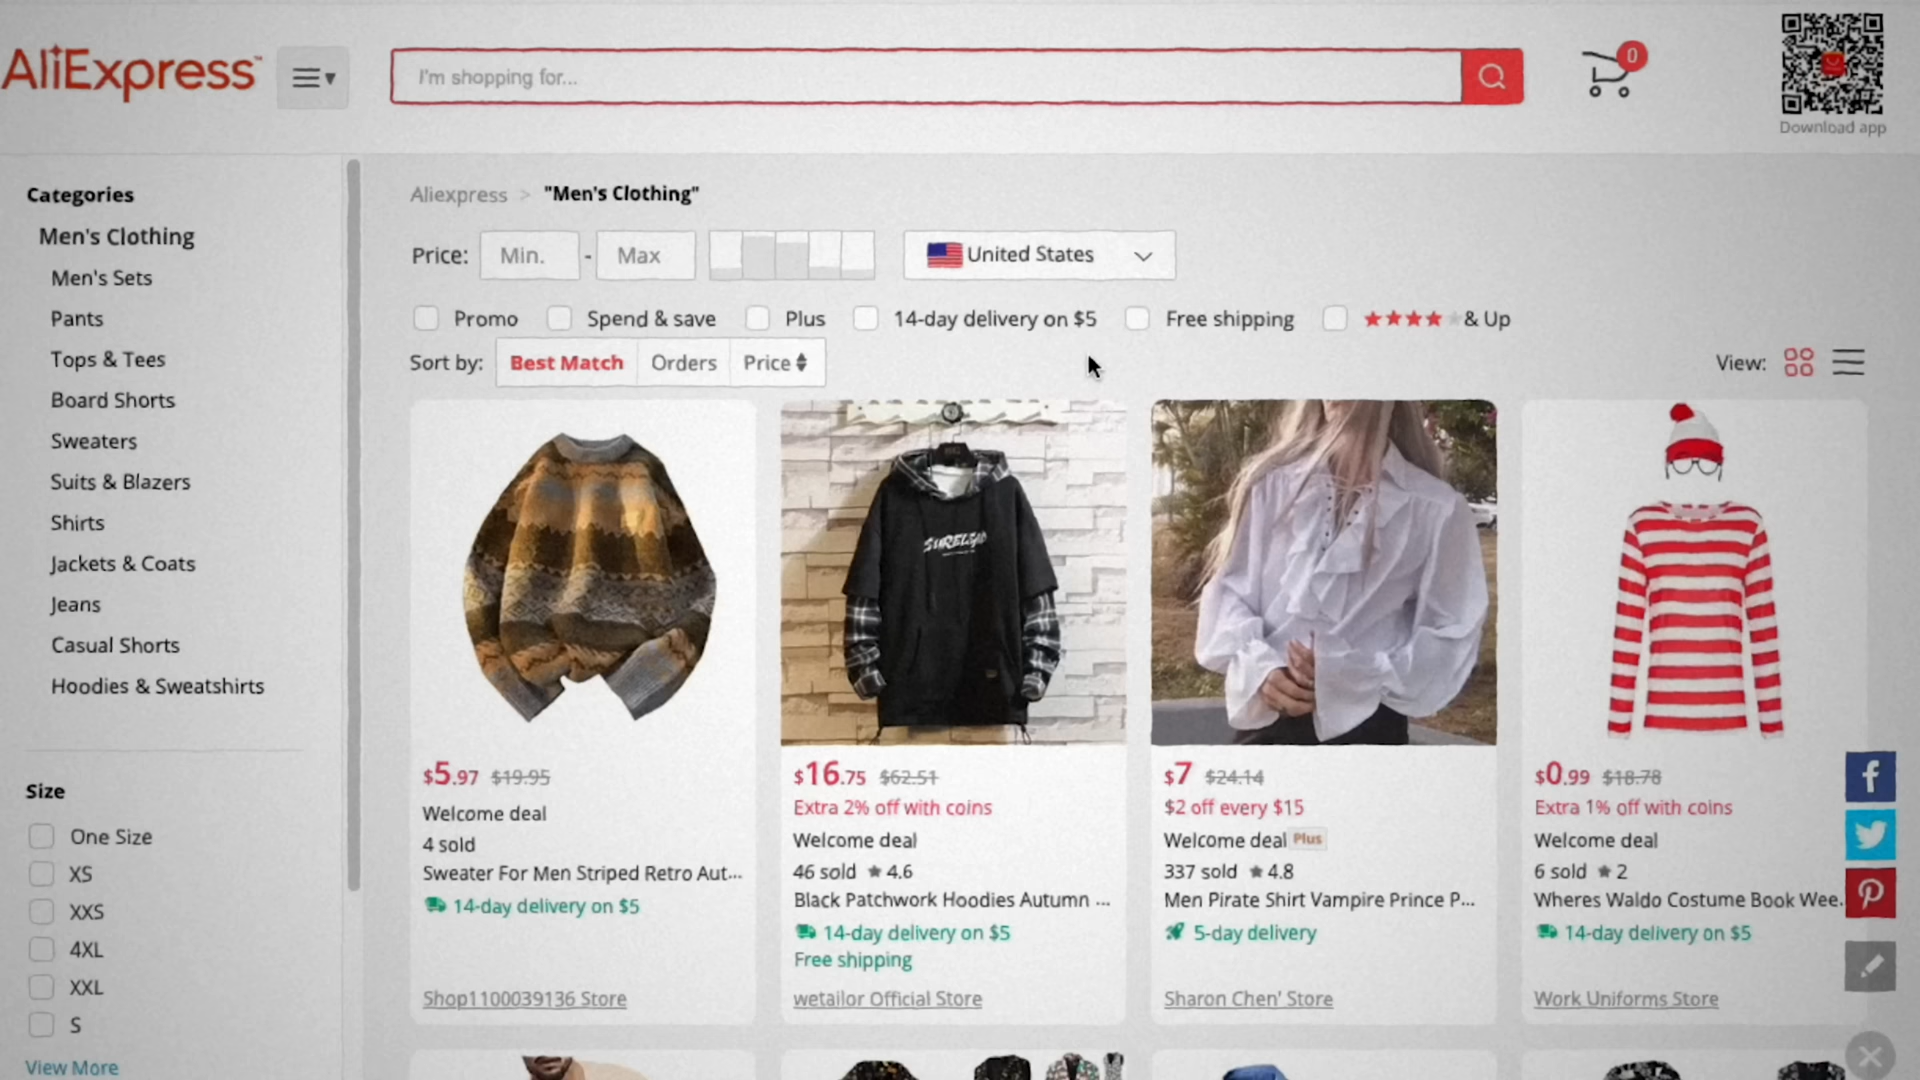 AliExpress™
I'm shopping for...
0
Download app
Categories
Men's Clothing
Men's Sets
Pants
Tops & Tees
Board Shorts
Sweaters
Suits & Blazers
Shirts
Jackets & Coats
Jeans
Casual Shorts
Hoodies & Sweatshirts
Size
One Size
XS
XXS
4XL
XXL
S
View More
Aliexpress > "Men's Clothing"
Price: Min. - Max United States
Promo Spend & save Plus 14-day delivery on $5 Free shipping & Up
Sort by: Best Match Orders Price View:
$5.97 $19.95
Welcome deal
4 sold
Sweater For Men Striped Retro Aut...
14-day delivery on $5
Shop1100039136 Store
$16.75 $62.51
Extra 2% off with coins
Welcome deal
46 sold ★ 4.6
Black Patchwork Hoodies Autumn ...
14-day delivery on $5
Free shipping
wetailor Official Store
$7 $24.14
$2 off every $15
Welcome deal Plus
337 sold ★ 4.8
Men Pirate Shirt Vampire Prince P...
5-day delivery
Sharon Chen' Store
$0.99 $18.78
Extra 1% off with coins
Welcome deal
6 sold ★ 2
Wheres Waldo Costume Book Wee.
14-day delivery on $5
Work Uniforms Store